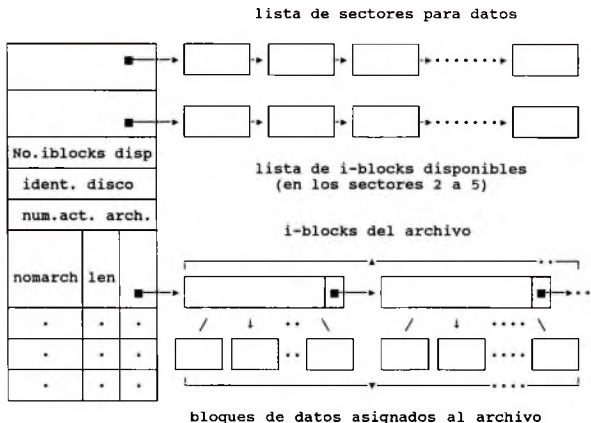 lista de sectores para datos
No.iblocks disp
ident. disco
num.act. arch.
lista de i-blocks disponibles
(en los sectores 2 a 5)
i-blocks del archivo
nomarch len
bloques de datos asignados al archivo